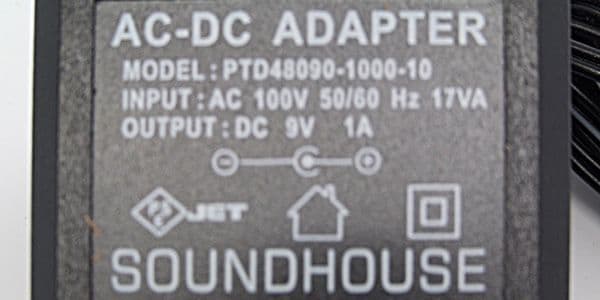 AC-DC ADAPTER
MODEL: PTD48090-1000-10
INPUT: AC 100V 50/60 Hz 17VA
OUTPUT: DC 9V 1A
JET
SOUNDHOUSE